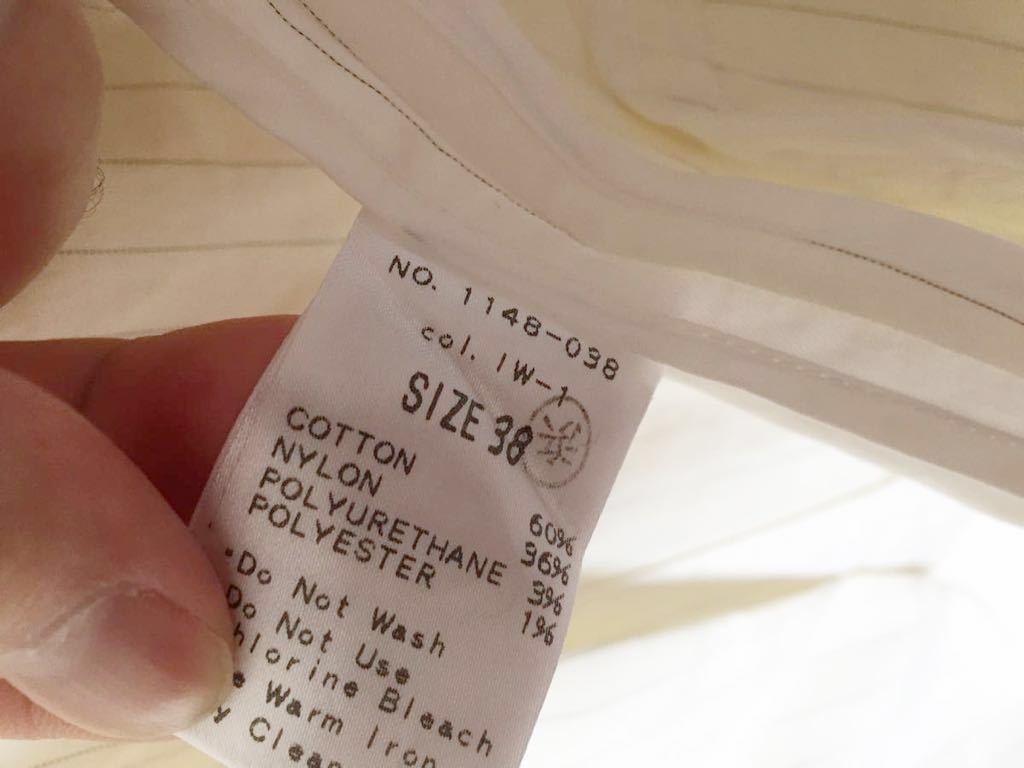 NO. 1148-038
col. IW-1
SIZE 38
COTTON 60%
NYLON 36%
POLYURETHANE 3%
POLYESTER 1%
・Do Not Wash
Do Not Use
hlorine Bleach
e Warm Iron
y Clean